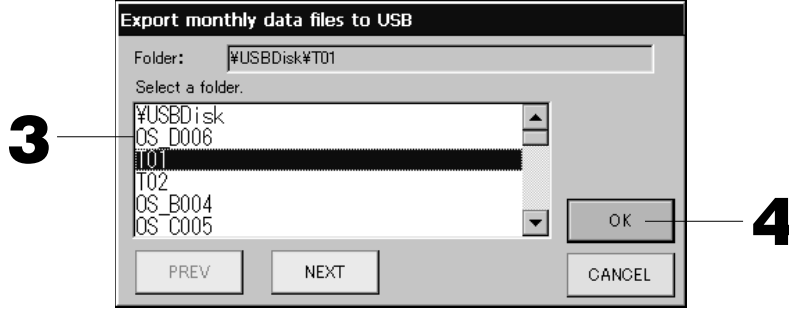 Export monthly data files to USB
Folder: ¥USBDisk¥T01
Select a folder.
¥USBDisk
3
OS_D006
T01
T02
OS_B004
OS_C005
OK
4
PREV
NEXT
CANCEL